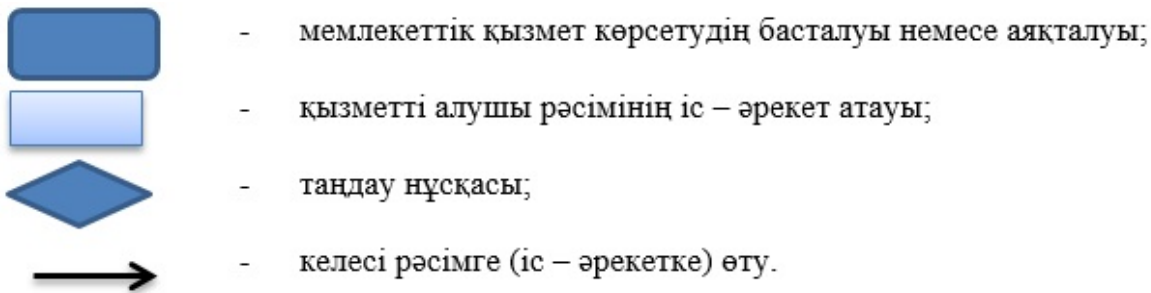 - мемлекеттік қызмет көрсетудің басталуы немесе аяқталуы;
- қызметті алушы рәсімінің іс – әрекет атауы;
- таңдау нұсқасы;
- келесі рәсімге (іс – әрекетке) өту.